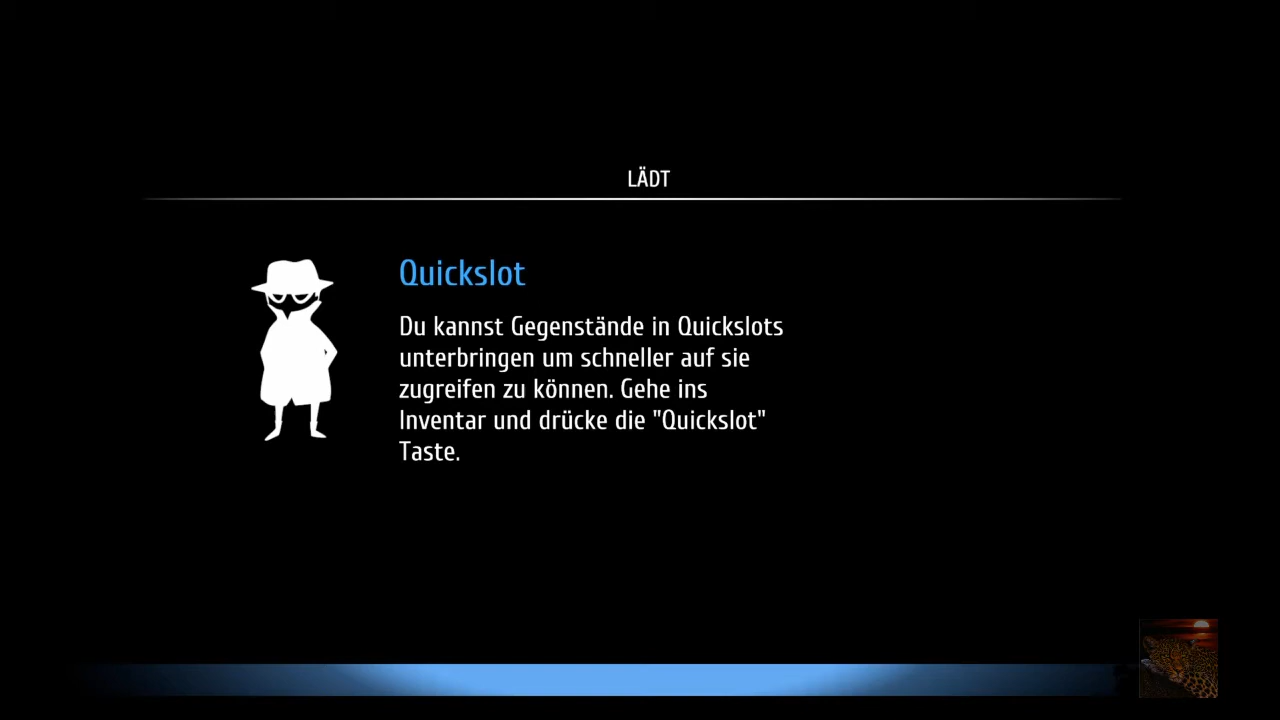 LÄDT
Quickslot
Du kannst Gegenstände in Quickslots
unterbringen um schneller auf sie
zugreifen zu können. Gehe ins
Inventar und drücke die "Quickslot"
Taste.